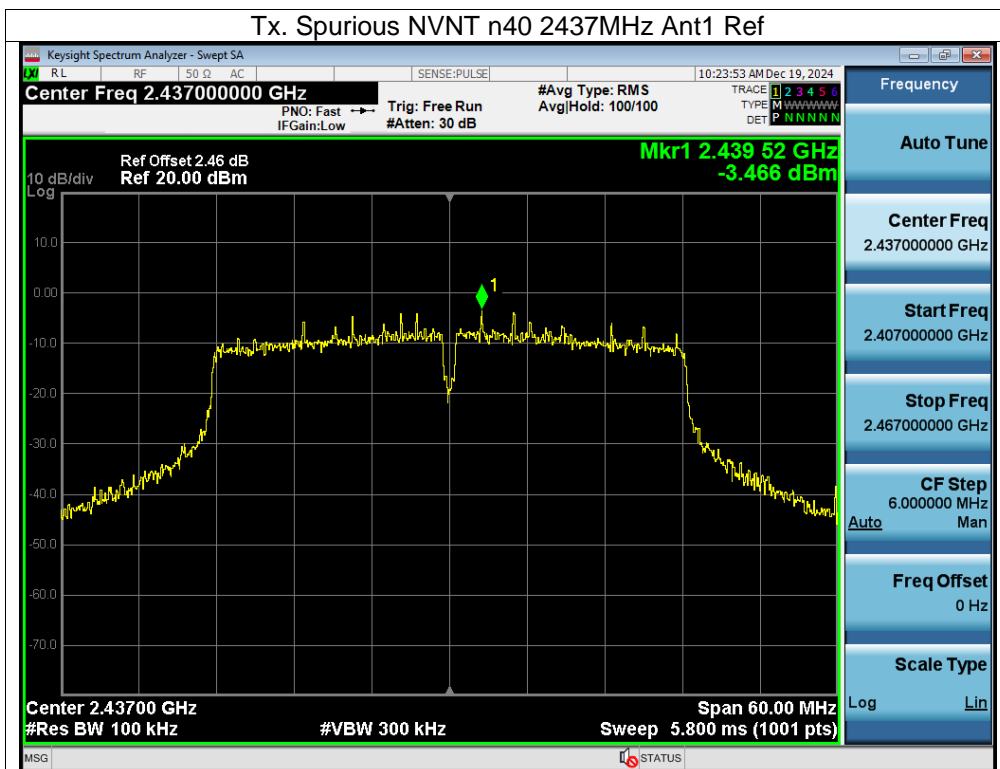 Tx. Spurious NVNT n40 2437MHz Ant1 Ref
Keysight Spectrum Analyzer - Swept SA
LXI RL RF 50 Ω AC SENSE:PULSE 10:23:53 AM Dec 19, 2024
Center Freq 2.437000000 GHz
PNO: Fast
IFGain:Low
Trig: Free Run
#Atten: 30 dB
#Avg Type: RMS
Avg|Hold: 100/100
TRACE 1 2 3 4 5 6
TYPE M WWWWW
DET P N N N N N
Ref Offset 2.46 dB
10 dB/div Ref 20.00 dBm
Log
Mkr1 2.439 52 GHz
-3.466 dBm
10.0
0.00
-10.0
-20.0
-30.0
-40.0
-50.0
-60.0
-70.0
1
Center 2.43700 GHz Span 60.00 MHz
#Res BW 100 kHz #VBW 300 kHz Sweep 5.800 ms (1001 pts)
MSG STATUS
Frequency
Auto Tune
Center Freq
2.437000000 GHz
Start Freq
2.407000000 GHz
Stop Freq
2.467000000 GHz
CF Step
6.000000 MHz
Auto Man
Freq Offset
0 Hz
Scale Type
Log Lin